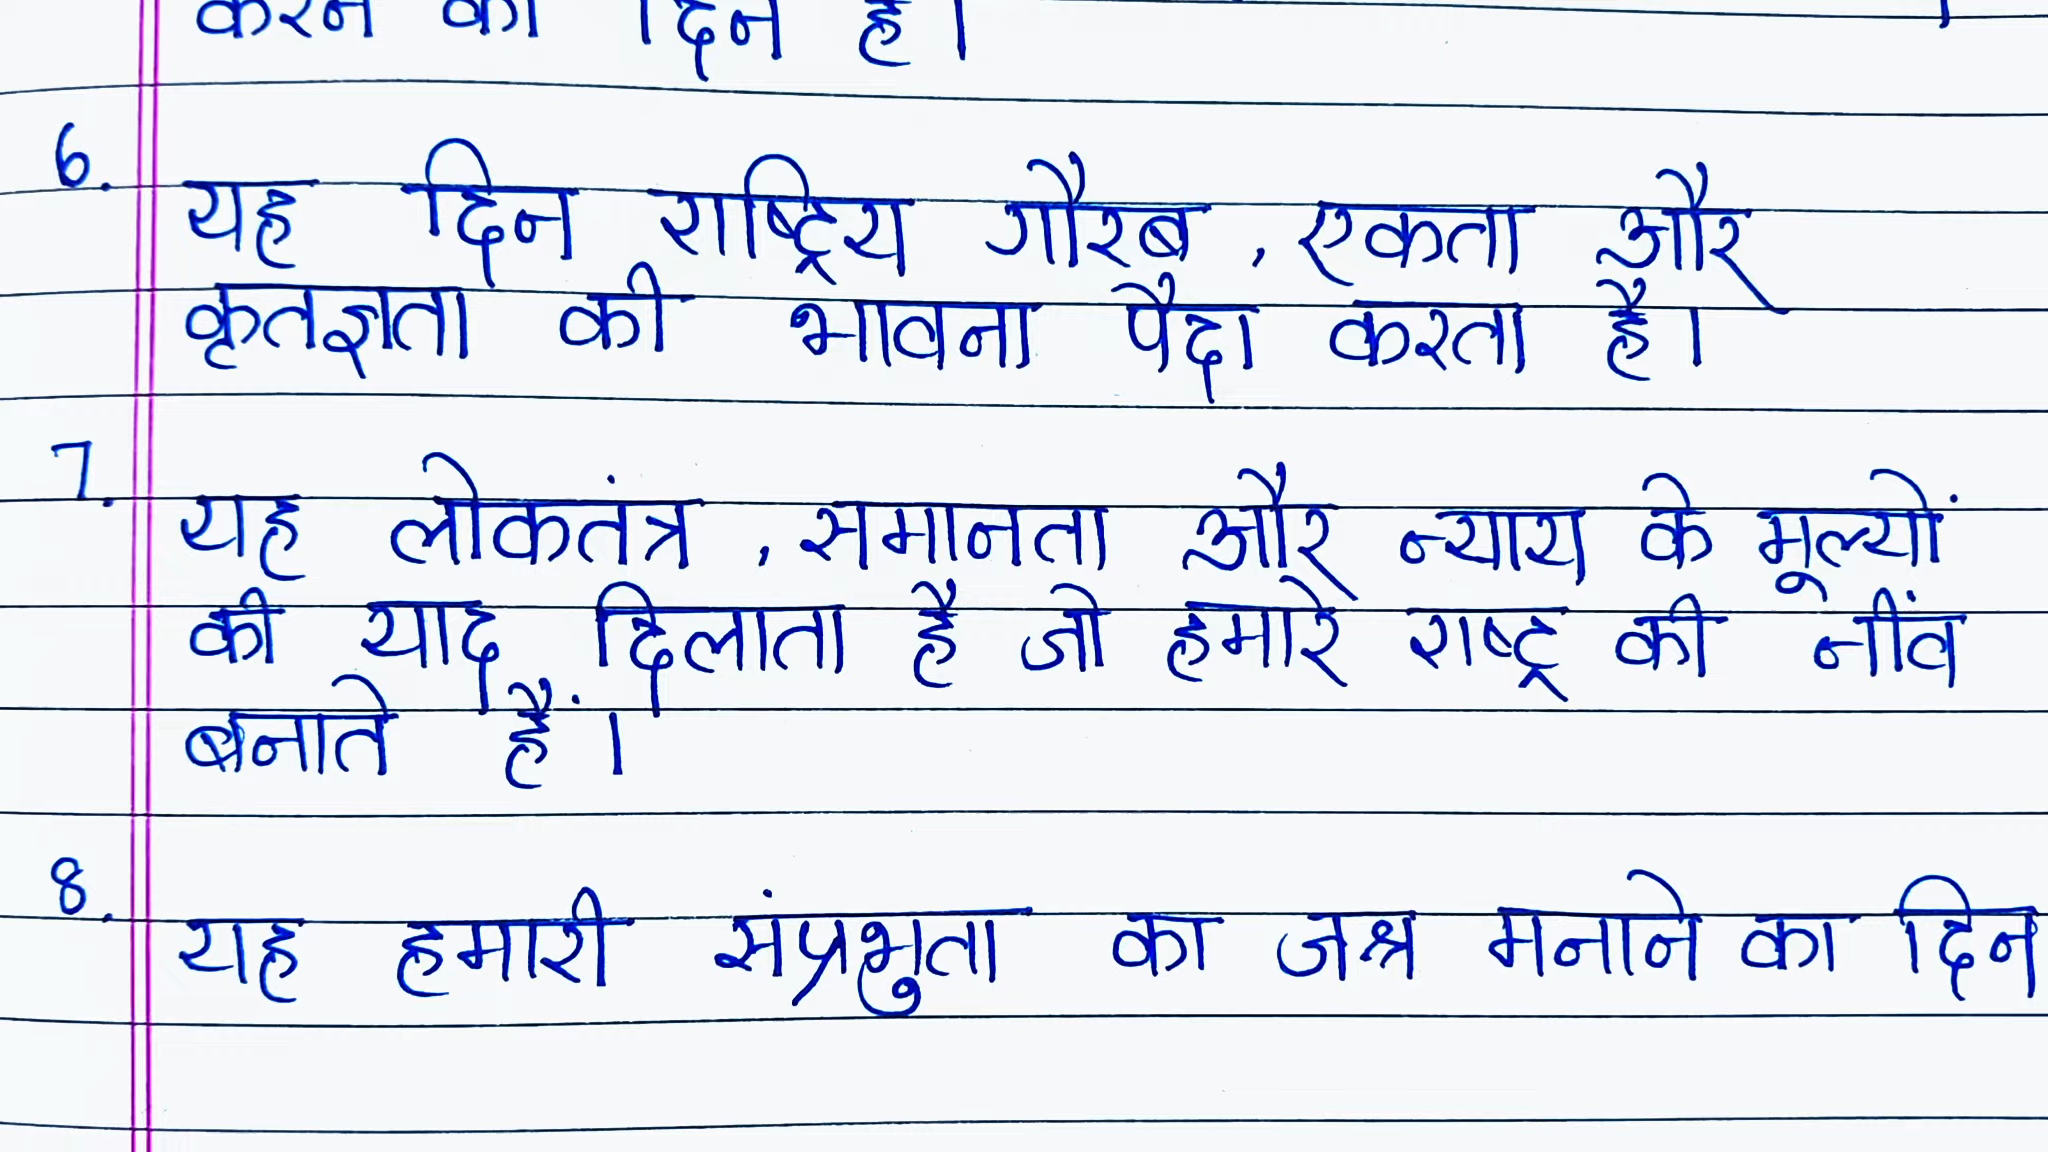 करने का दिन है।
6. यह दिन राष्ट्रिय गौरब, एकता और
कृतज्ञता की भावना पैदा करता है।
7. यह लोकतंत्र, समानता और न्याय के मूल्यों
की याद दिलाता है जो हमारे राष्ट्र की नींव
बनाते हैं।
8. यह हमारी संप्रभुता का जश्न मनाने का दिन